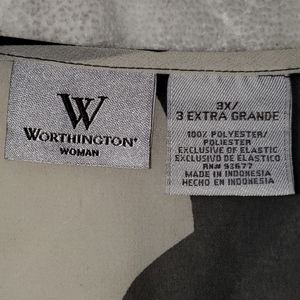 W
WORTHINGTON®
WOMAN
3X/
3 EXTRA GRANDE
100% POLYESTER/
POLIESTER
EXCLUSIVE OF ELASTIC/
EXCLUSIVO DE ELASTICO
RN# 93677
MADE IN INDONESIA
HECHO EN INDONESIA